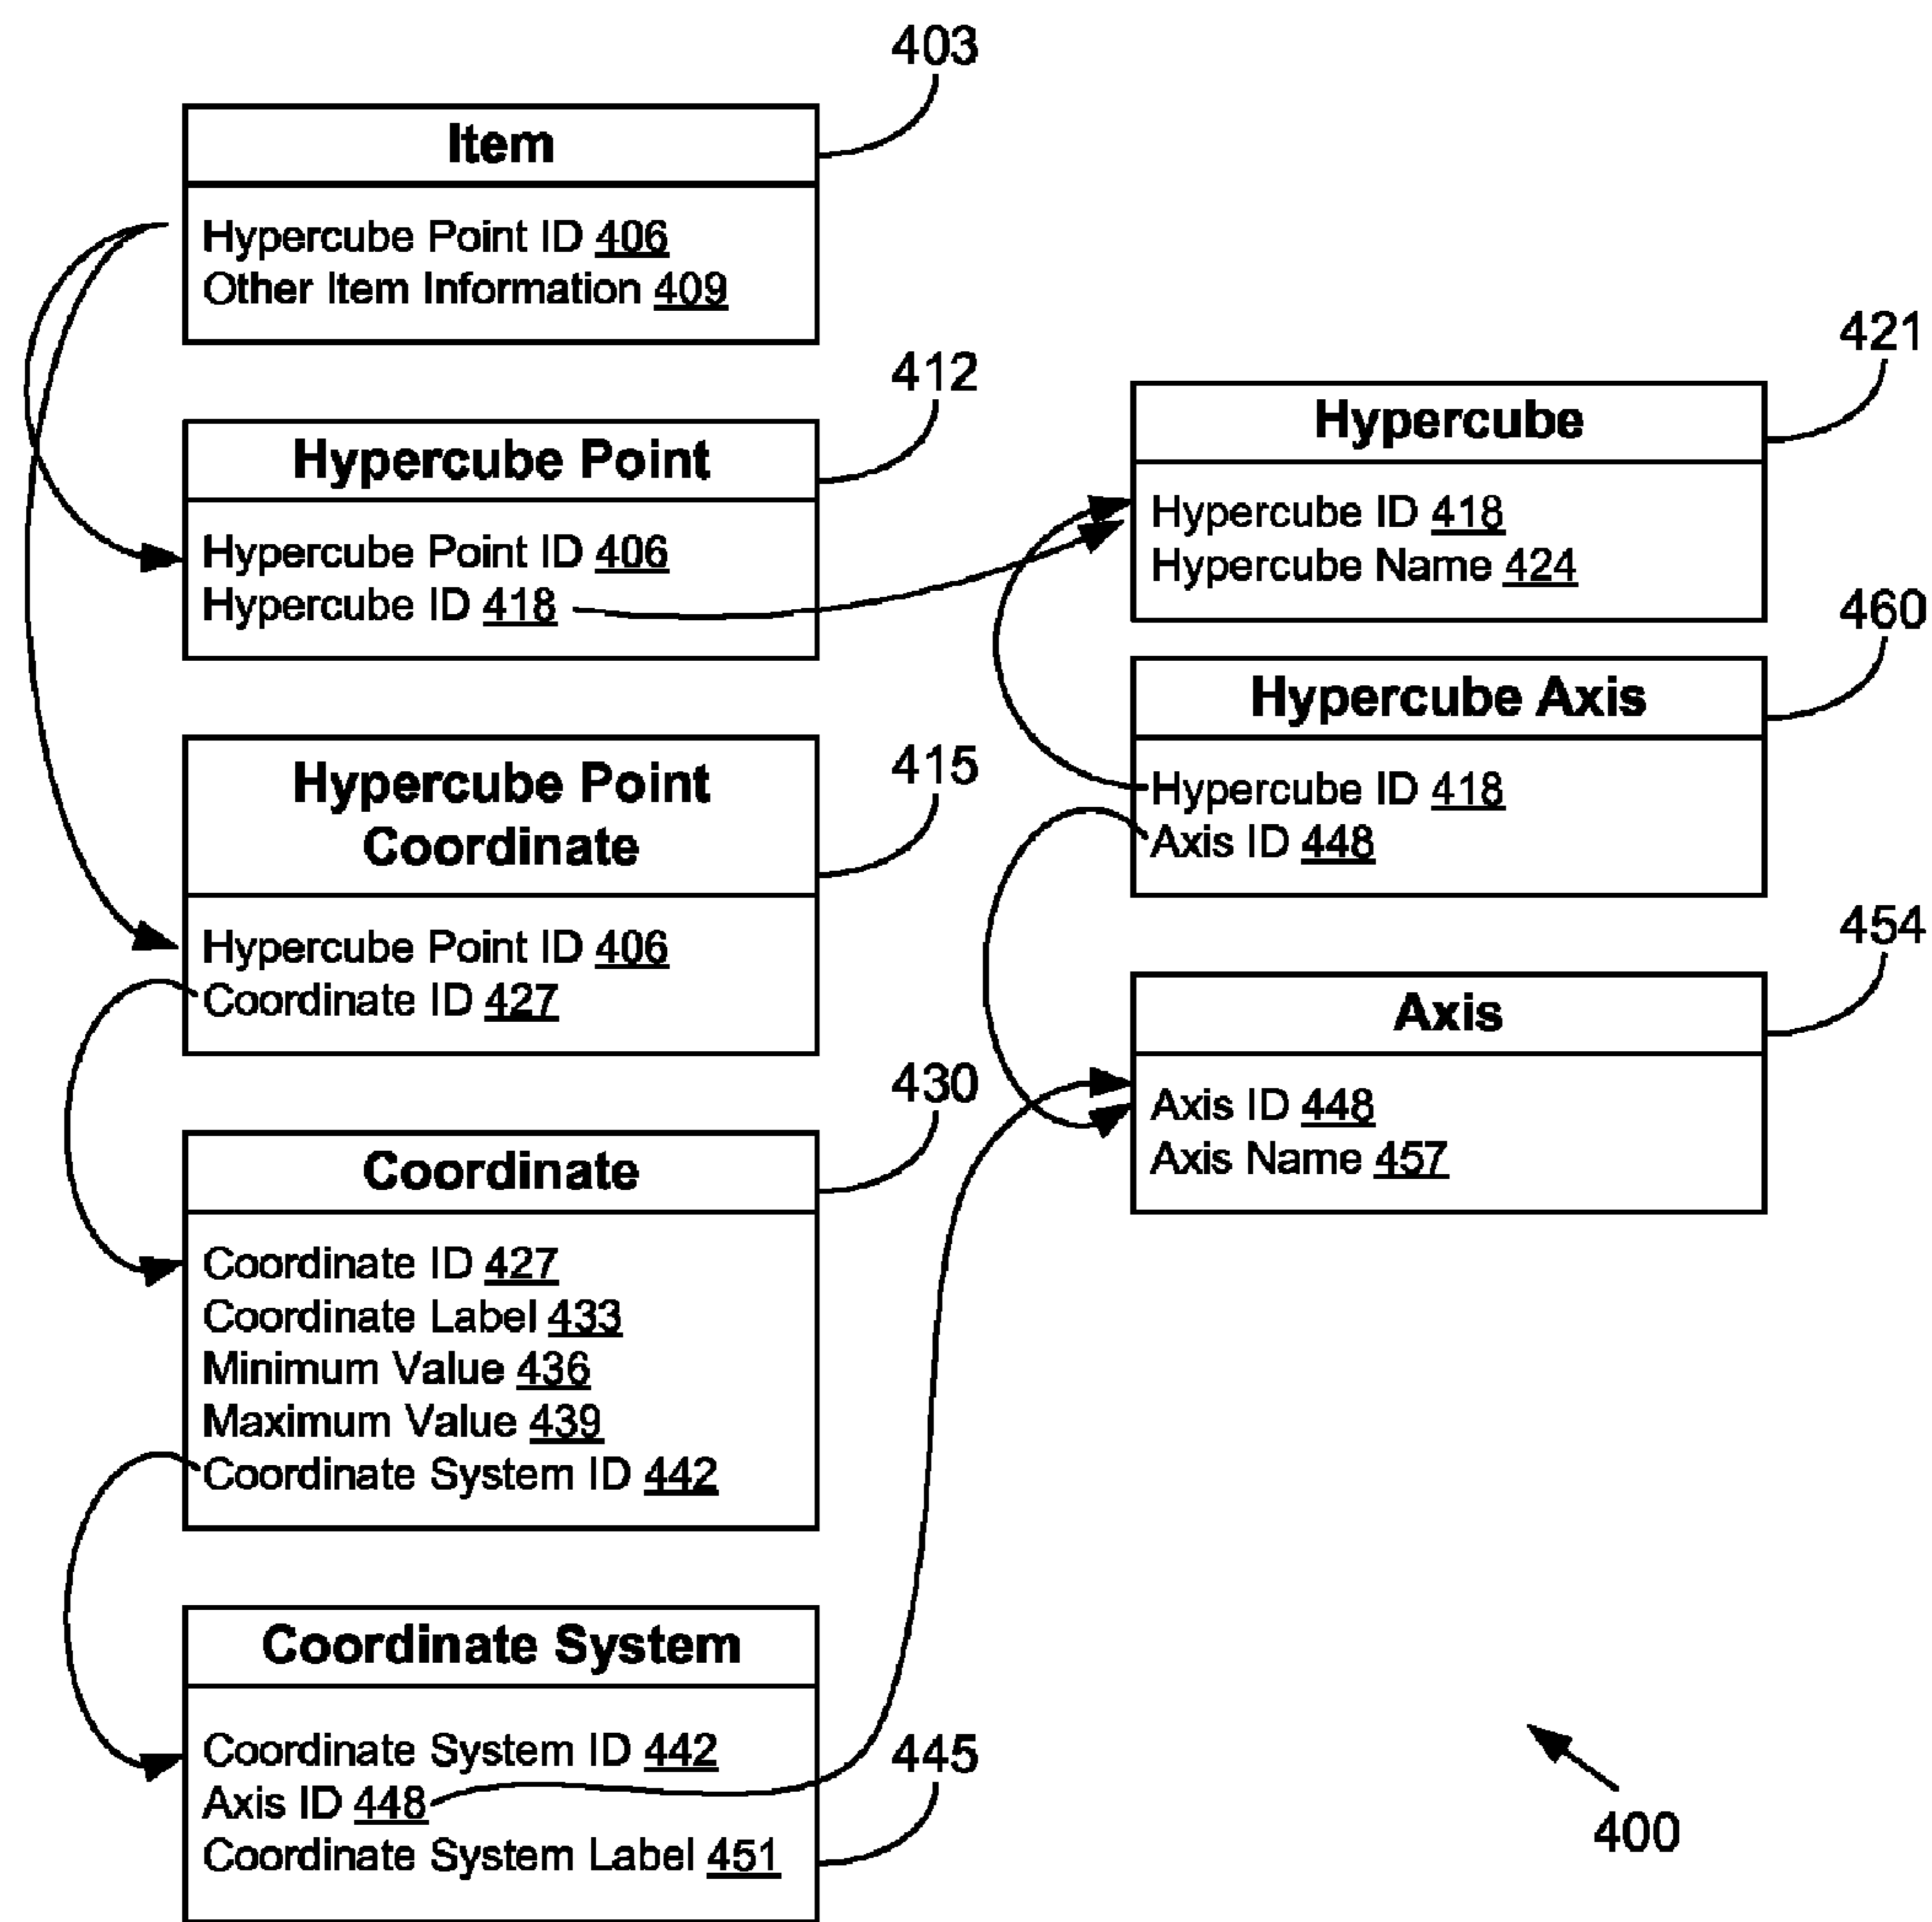 403
Item
Hypercube Point ID 406
Other Item Information 409
412
Hypercube Point
Hypercube Point ID 406
Hypercube ID 418
415
Hypercube Point
Coordinate
Hypercube Point ID 406
Coordinate ID 427
430
Coordinate
Coordinate ID 427
Coordinate Label 433
Minimum Value 436
Maximum Value 439
Coordinate System ID 442
Coordinate System
Coordinate System ID 442
Axis ID 448
Coordinate System Label 451
445
421
Hypercube
Hypercube ID 418
Hypercube Name 424
460
Hypercube Axis
Hypercube ID 418
Axis ID 448
454
Axis
Axis ID 448
Axis Name 457
400